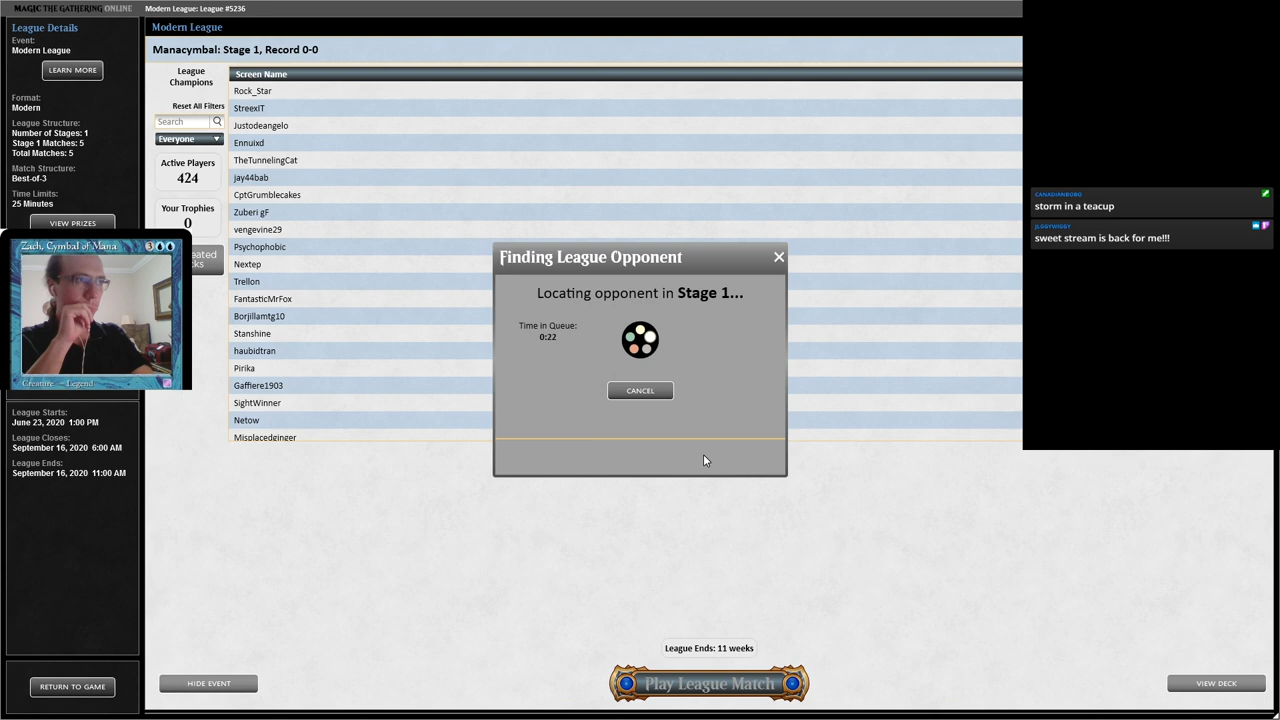 MAGIC THE GATHERING ONLINE
Modern League: League #5236
League Details
Event:
Modern League
LEARN MORE
Format:
Modern
League Structure:
Number of Stages: 1
Stage 1 Matches: 5
Total Matches: 5
Match Structure:
Best-of-3
Time Limits:
25 Minutes
VIEW PRIZES
Zach, Cymbal of Mana
3
Creature – Legend
League Starts:
June 23, 2020 1:00 PM
League Closes:
September 16, 2020 6:00 AM
League Ends:
September 16, 2020 11:00 AM
RETURN TO GAME
Modern League
Manacymbal: Stage 1, Record 0-0
League
Champions
Reset All Filters
Search
Everyone
Active Players
424
Your Trophies
0
Screen Name
Rock_Star
StreexIT
Justodeangelo
Ennuixd
TheTunnelingCat
jay44bab
CptGrumblecakes
Zuberi gF
vengevine29
Psychophobic
Nextep
Trellon
FantasticMrFox
Borjillamtg10
Stanshine
haubidtran
Pirika
Gaffiere1903
SightWinner
Netow
Misplacedginger
Finding League Opponent
Locating opponent in Stage 1...
Time in Queue:
0:22
CANCEL
CANADIANBOBO
storm in a teacup
JLGGYWIGGY
sweet stream is back for me!!!
League Ends: 11 weeks
HIDE EVENT
Play League Match
VIEW DECK